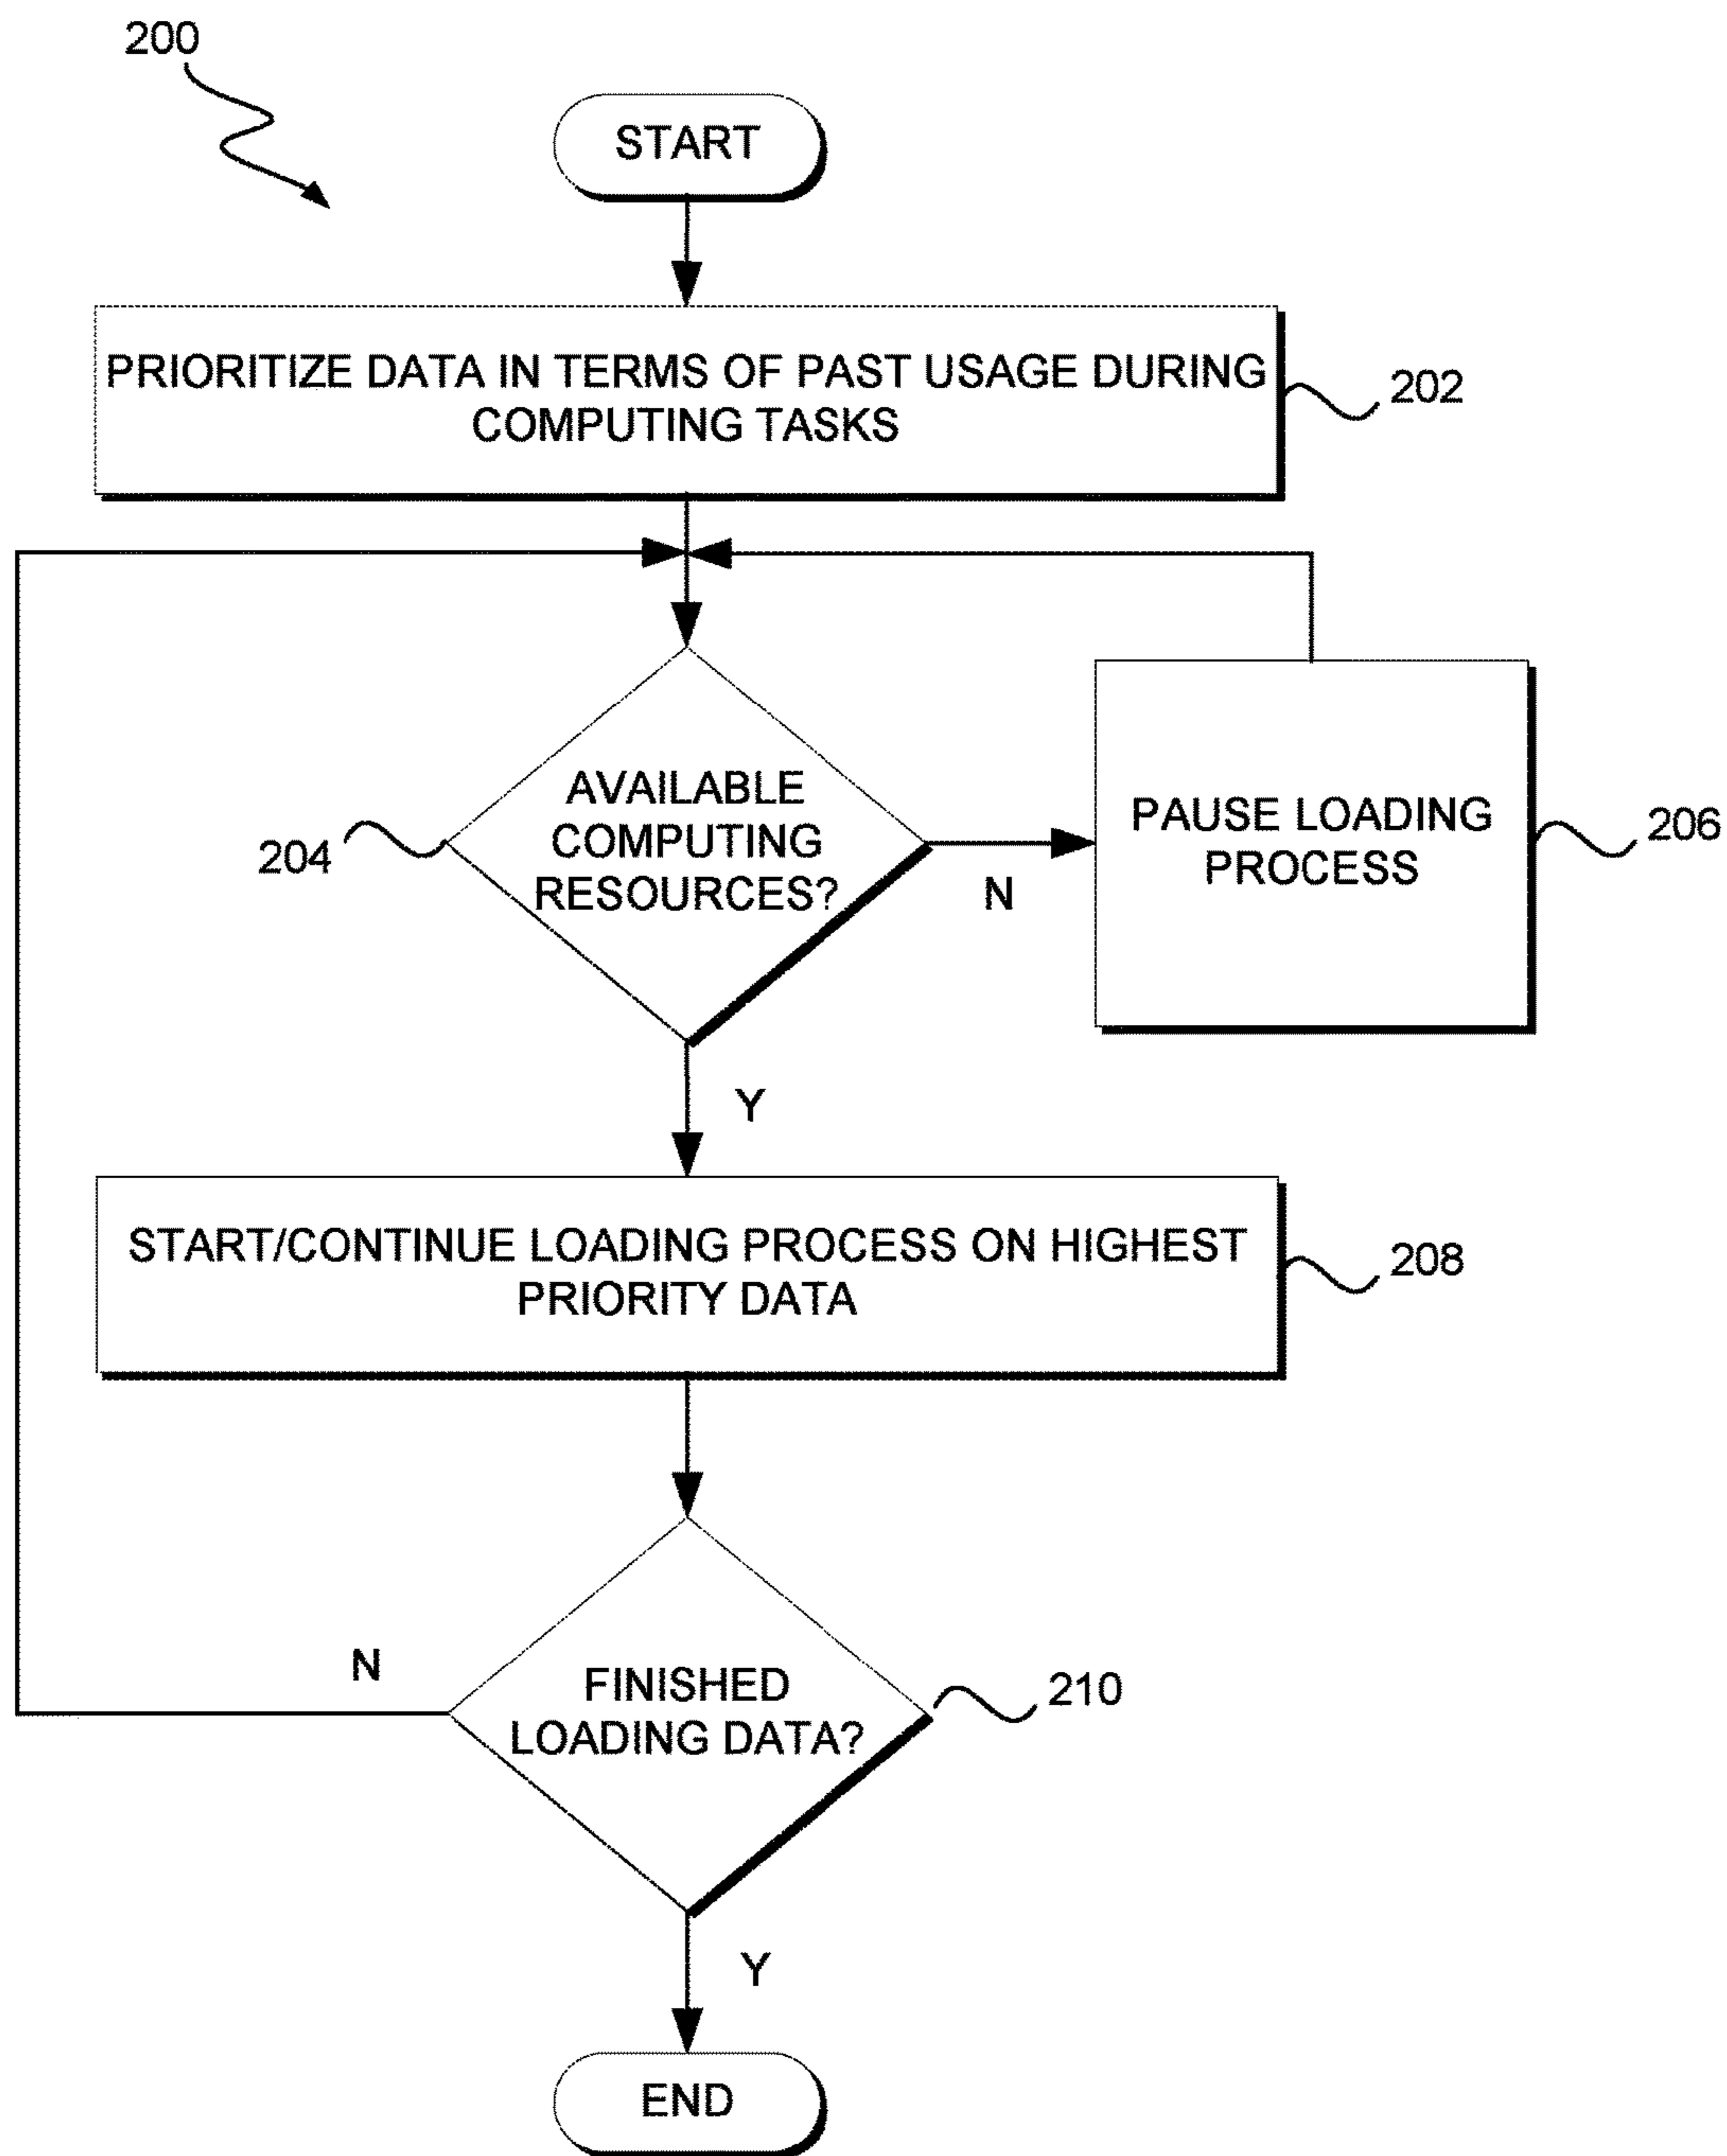 200
START
PRIORITIZE DATA IN TERMS OF PAST USAGE DURING
COMPUTING TASKS
202
AVAILABLE
COMPUTING
RESOURCES?
204
N
PAUSE LOADING
PROCESS
206
Y
START/CONTINUE LOADING PROCESS ON HIGHEST
PRIORITY DATA
208
N
FINISHED
LOADING DATA?
210
Y
END